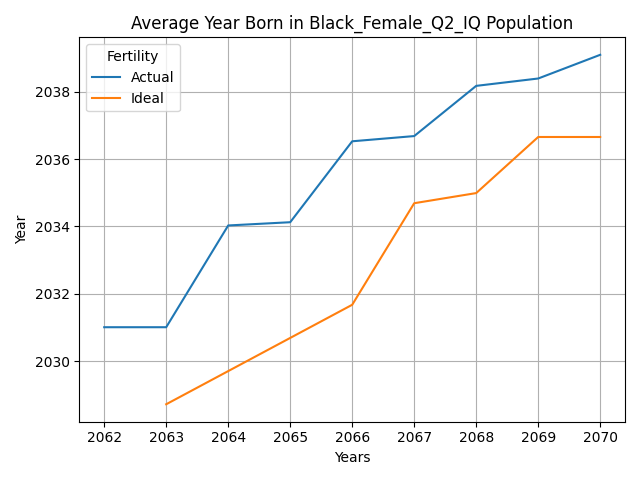 Average Year Born in Black_Female_Q2_IQ Population
Fertility
Actual
Ideal
Year
2038
2036
2034
2032
2030
2062 2063 2064 2065 2066 2067 2068 2069 2070
Years